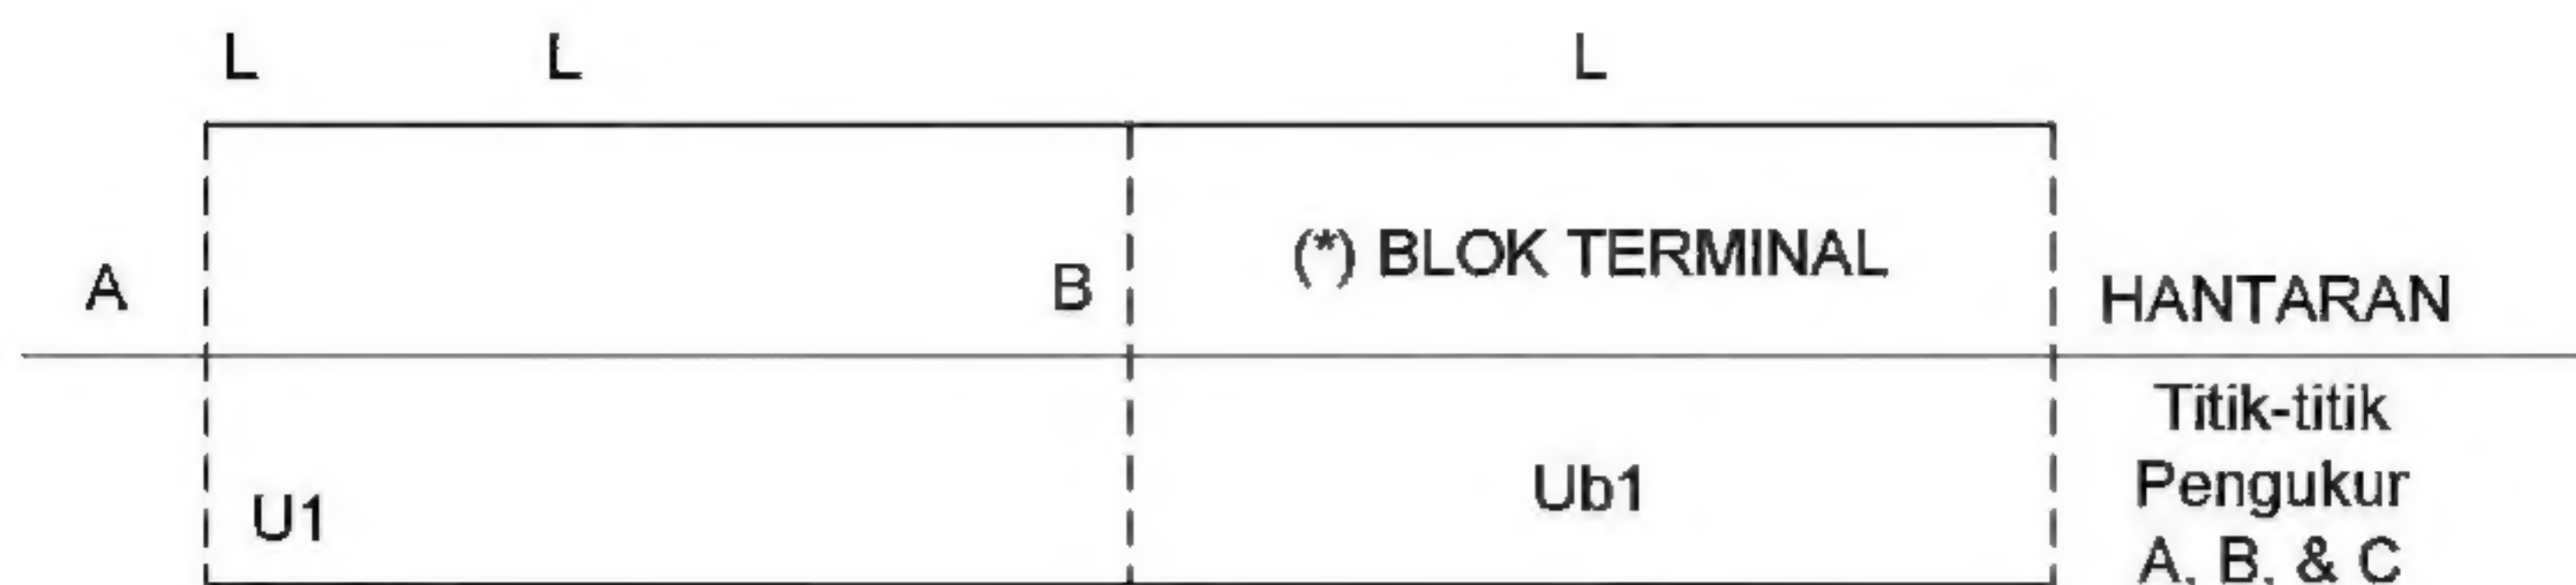 L L L
(*) BLOK TERMINAL
A B HANTARAN
Titik-titik
Pengukur
U1 Ub1
A, B, & C